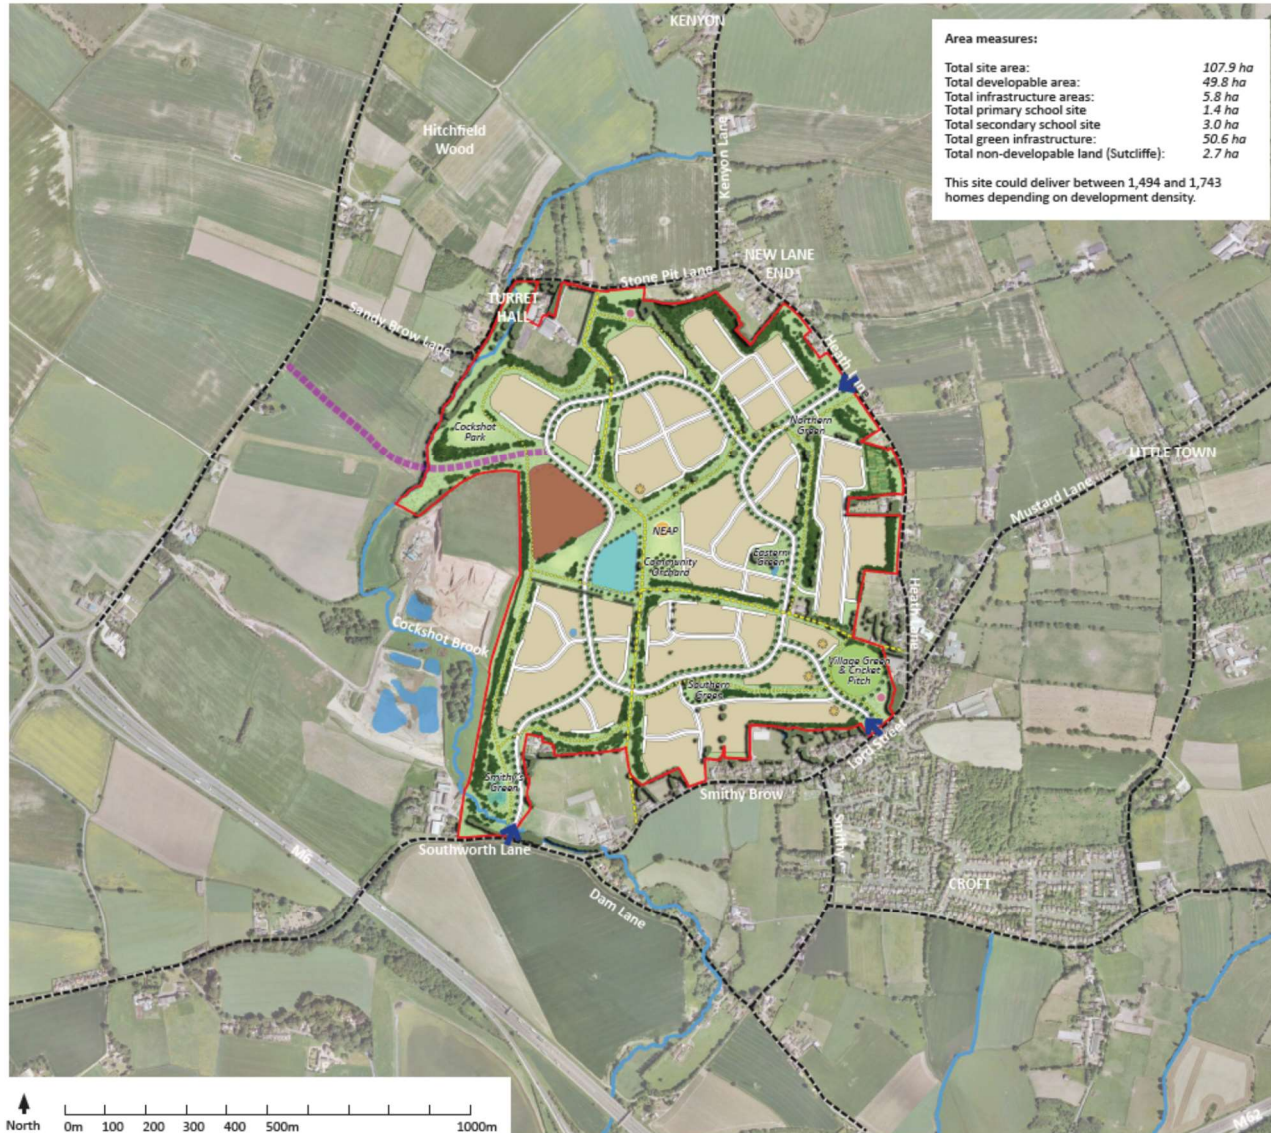 KENYON
Area measures:
Total site area: 107.9 ha
Total developable area: 49.8 ha
Total infrastructure areas: 5.8 ha
Total primary school site 1.4 ha
Total secondary school site 3.0 ha
Total green infrastructure: 50.6 ha
Total non-developable land (Sutcliffe): 2.7 ha
This site could deliver between 1,494 and 1,743
homes depending on development density.
Hitchfield
Wood
Kenyon Lane
NEW LANE
END
Stone Pit Lane
TURRET
HALL
Sandy Brow Lane
Heath
Cockshot
Park
Northern
Green
LITTLE TOWN
Mustard Lane
NEAP
Eastern
Green
Community
Orchard
Heath Lane
Cockshot Brook
Village Green
& Cricket
Pitch
Southern
Green
Lord Street
Smithy's
Green
Smithy Brow
Southworth Lane
M6
CROFT
Dam Lane
M62
North
0m 100 200 300 400 500m 1000m